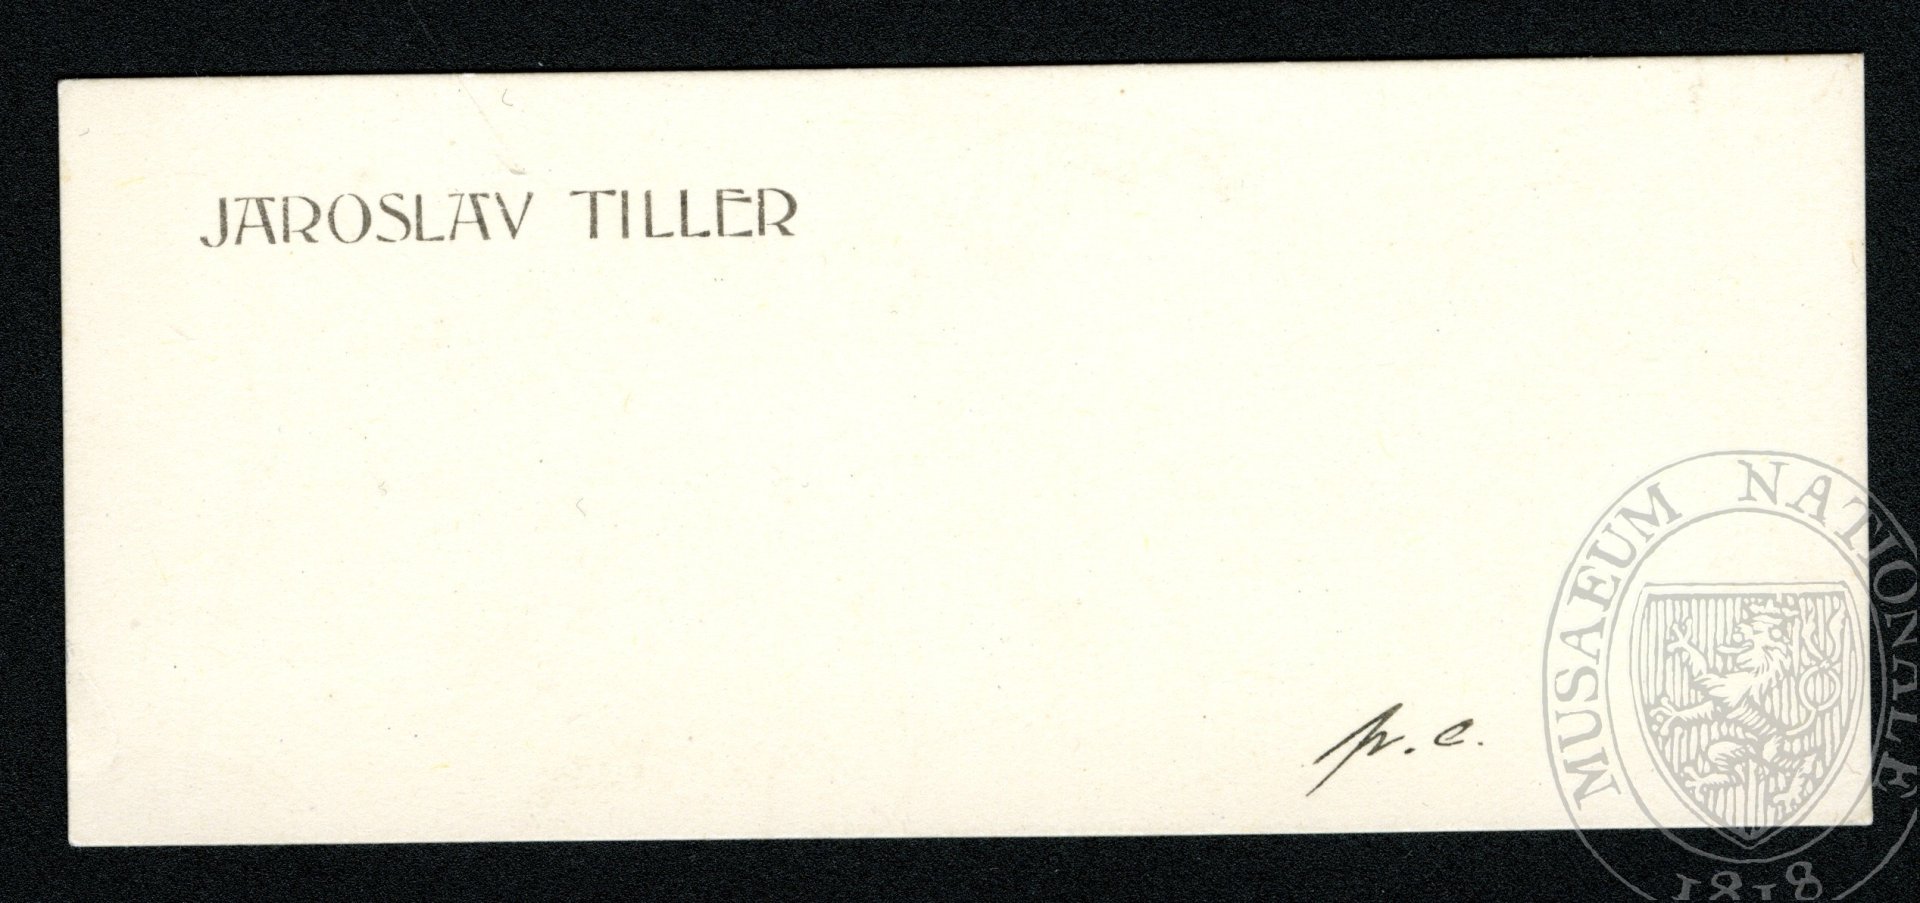 JAROSLAV TILLER
p. c.
MUSAEUM NATIONALE
1818